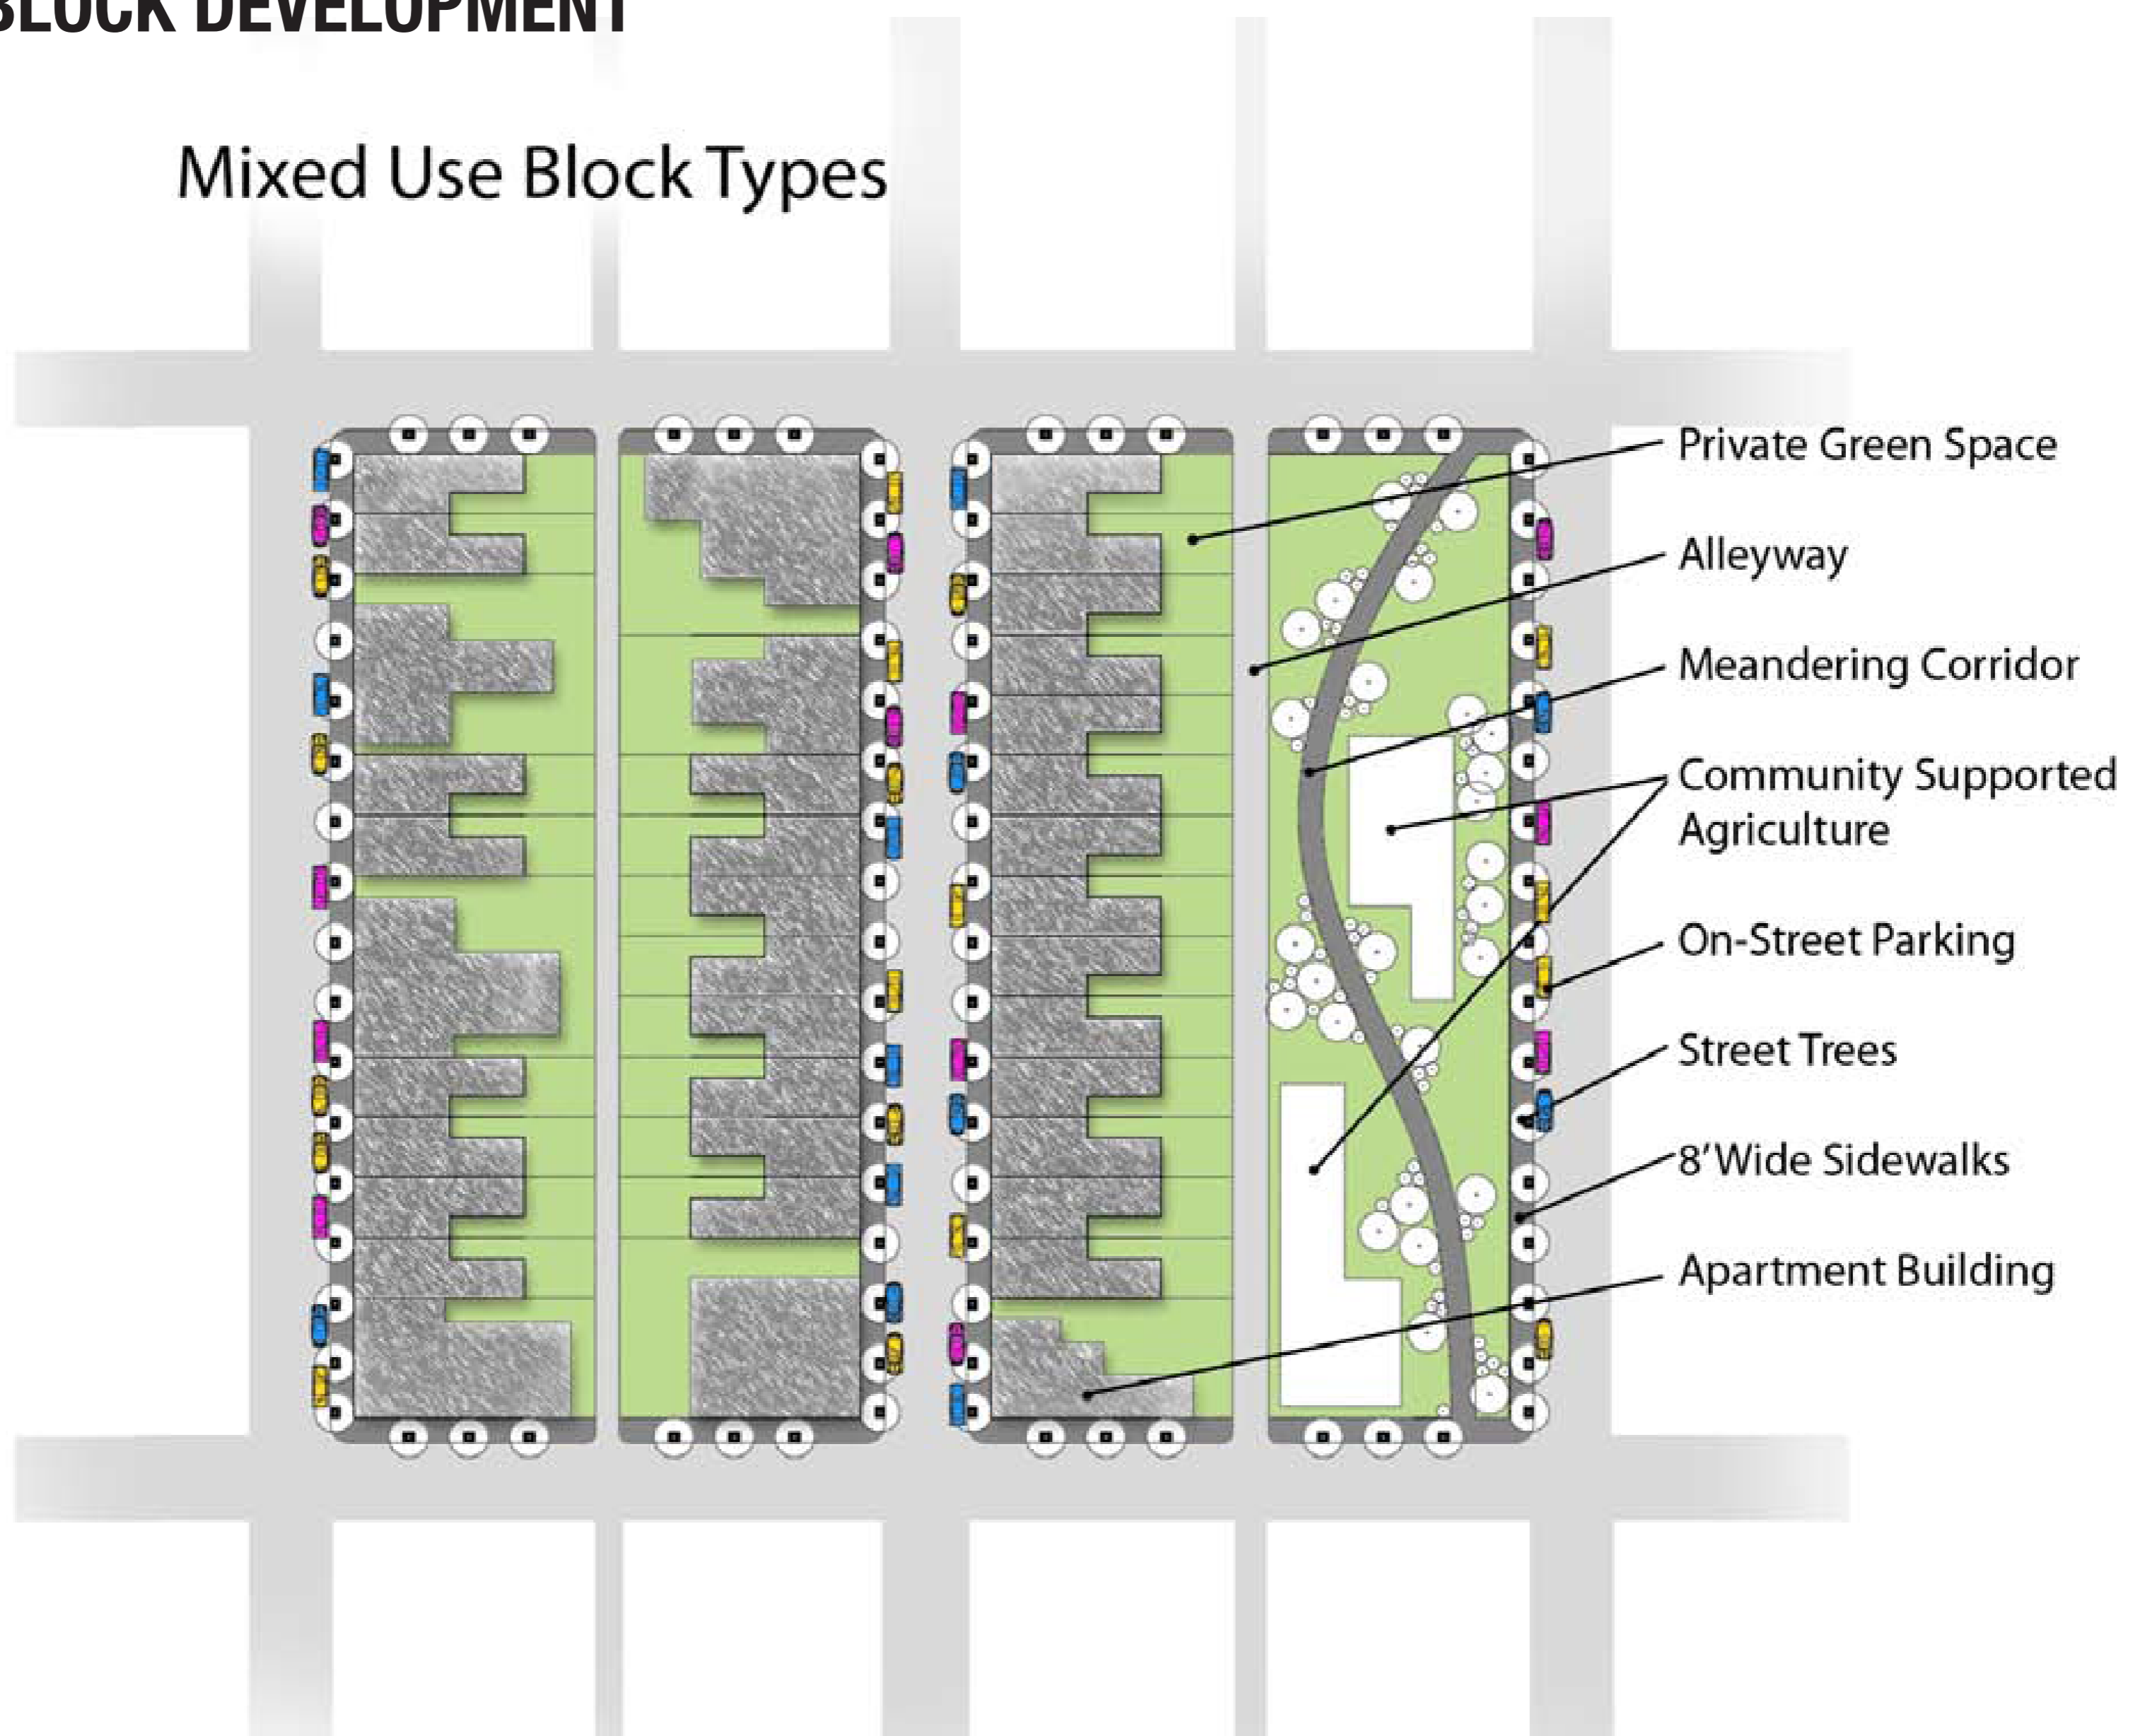 BLOCK DEVELOPMENT
Mixed Use Block Types
Private Green Space
Alleyway
Meandering Corridor
Community Supported
Agriculture
On-Street Parking
Street Trees
8' Wide Sidewalks
Apartment Building